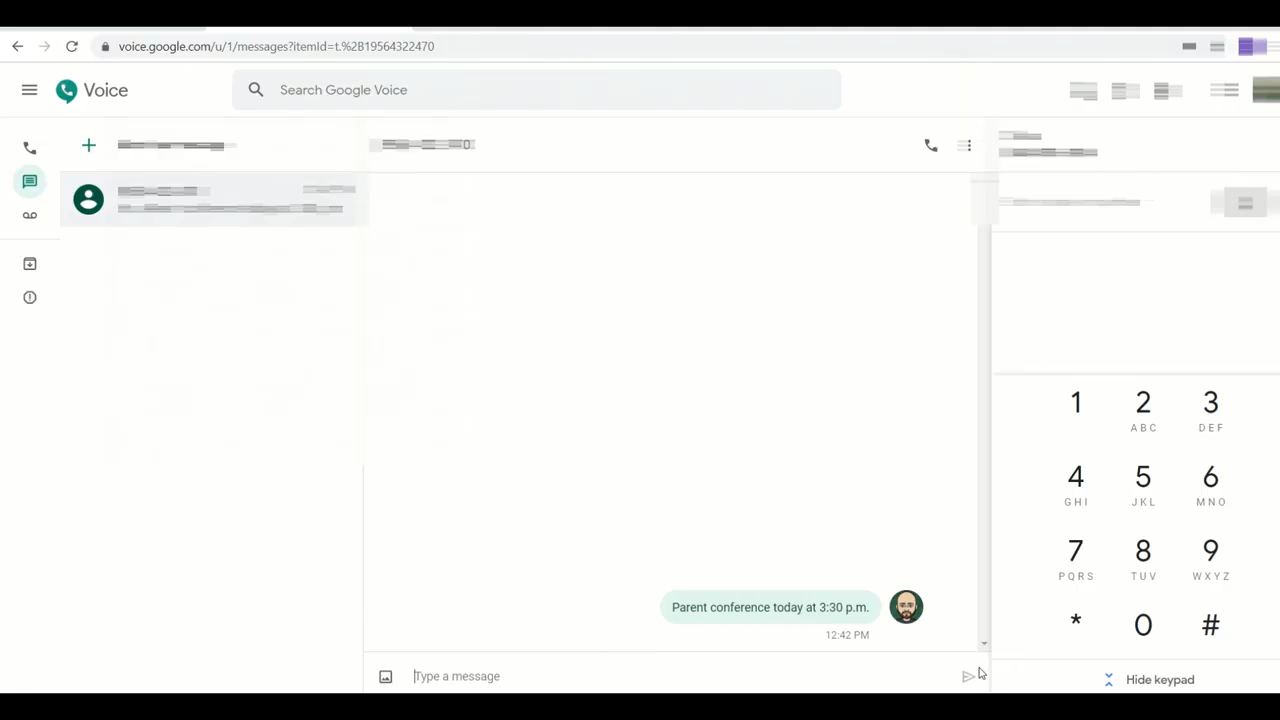 voice.google.com/u/1/messages?itemId=t.%2B19564322470
Voice
Search Google Voice
Parent conference today at 3:30 p.m.
12:42 PM
Type a message
1
2
3
ABC
DEF
4
5
6
GHI
JKL
MNO
7
8
9
PQRS
TUV
WXYZ
*
0
#
Hide keypad